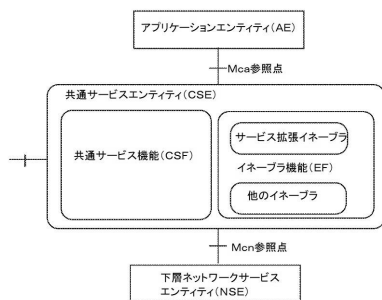 アプリケーションエンティティ(AE)
Mca参照点
共通サービスエンティティ(CSE)
共通サービス機能(CSF)
サービス拡張イネーブラ
イネーブラ機能(EF)
他のイネーブラ
Mcn参照点
下層ネットワークサービス
エンティティ(NSE)